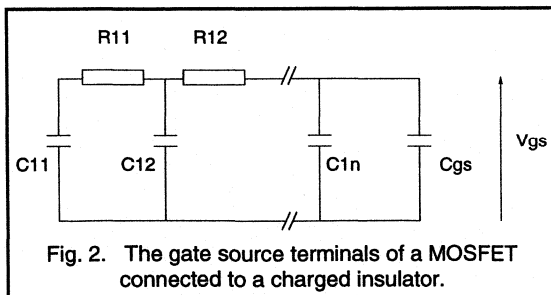 R11 R12
C11 C12 C1n Cgs Vgs
Fig. 2. The gate source terminals of a MOSFET
connected to a charged insulator.